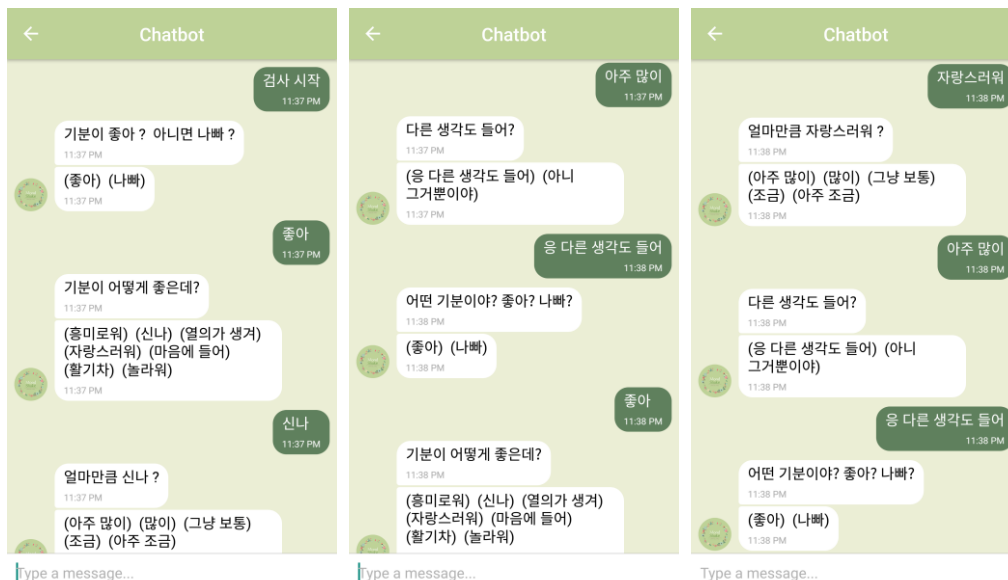 Chatbot
검사 시작
11:37 PM
기분이 좋아 ? 아니면 나빠 ?
11:37 PM
(좋아) (나빠)
11:37 PM
좋아
11:37 PM
기분이 어떻게 좋은데?
11:37 PM
(흥미로워) (신나) (열의가 생겨)
(자랑스러워) (마음에 들어)
(활기차) (놀라워)
11:37 PM
신나
11:37 PM
얼마만큼 신나 ?
11:37 PM
(아주 많이) (많이) (그냥 보통)
(조금) (아주 조금)
Type a message...
Chatbot
아주 많이
11:37 PM
다른 생각도 들어?
11:37 PM
(응 다른 생각도 들어) (아니
그거뿐이야)
11:37 PM
응 다른 생각도 들어
11:38 PM
어떤 기분이야? 좋아? 나빠?
11:38 PM
(좋아) (나빠)
11:38 PM
좋아
11:38 PM
기분이 어떻게 좋은데?
11:38 PM
(흥미로워) (신나) (열의가 생겨)
(자랑스러워) (마음에 들어)
(활기차) (놀라워)
Type a message...
Chatbot
자랑스러워
11:38 PM
얼마만큼 자랑스러워 ?
11:38 PM
(아주 많이) (많이) (그냥 보통)
(조금) (아주 조금)
11:38 PM
아주 많이
11:38 PM
다른 생각도 들어?
11:38 PM
(응 다른 생각도 들어) (아니
그거뿐이야)
11:38 PM
응 다른 생각도 들어
11:38 PM
어떤 기분이야? 좋아? 나빠?
11:38 PM
(좋아) (나빠)
11:38 PM
Type a message...